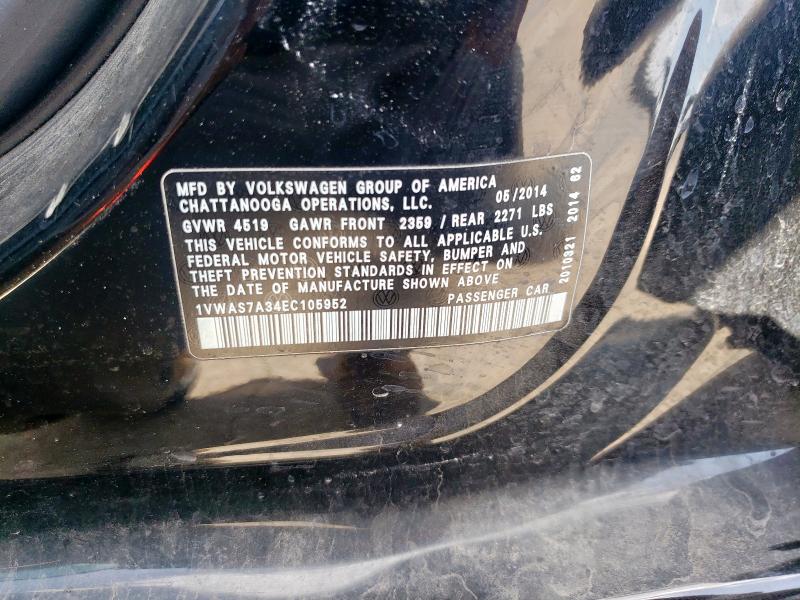 MFD BY VOLKSWAGEN GROUP OF AMERICA
CHATTANOOGA OPERATIONS, LLC. 05/2014
GVWR 4519 GAWR FRONT 2359 / REAR 2271 LBS
THIS VEHICLE CONFORMS TO ALL APPLICABLE U.S.
FEDERAL MOTOR VEHICLE SAFETY, BUMPER AND
THEFT PREVENTION STANDARDS IN EFFECT ON
THE DATE OF MANUFACTURE SHOWN ABOVE
1VWAS7A34EC105952 PASSENGER CAR
2010321 2014 62